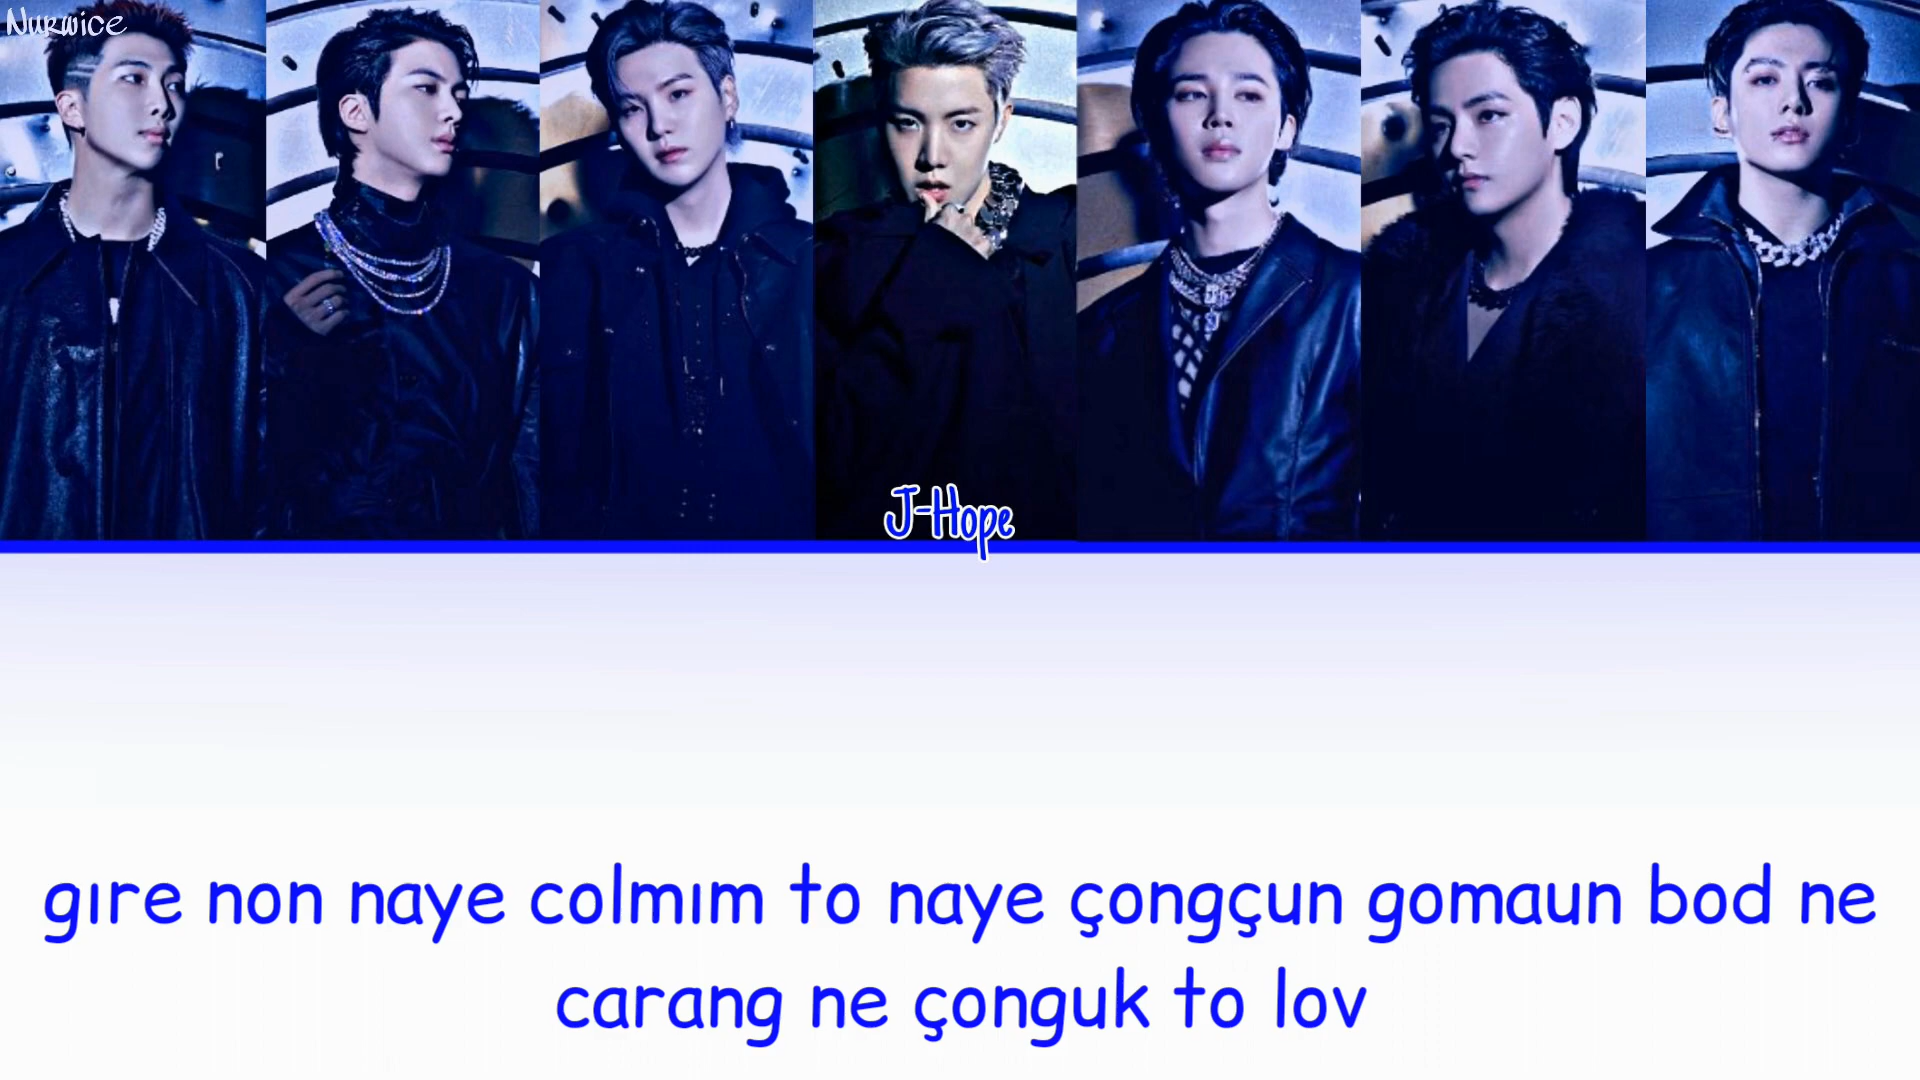 Nurwice
J-Hope
gıre non naye colmım to naye çongçun gomaun bod ne
carang ne çonguk to lov